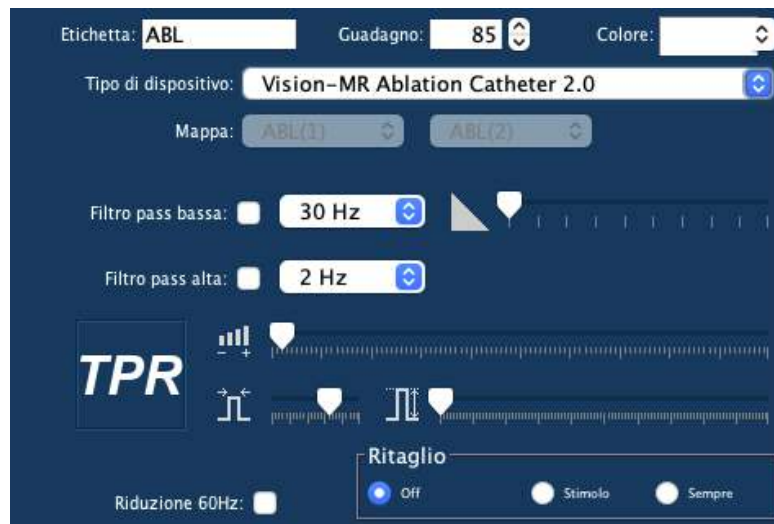 Etichetta: ABL Guadagno: 85 Colore:
Tipo di dispositivo: Vision-MR Ablation Catheter 2.0
Mappa: ABL(1) ABL(2)
Filtro pass bassa: 30 Hz
Filtro pass alta: 2 Hz
TPR
- +
Ritaglio
Riduzione 60Hz: Off Stimolo Sempre